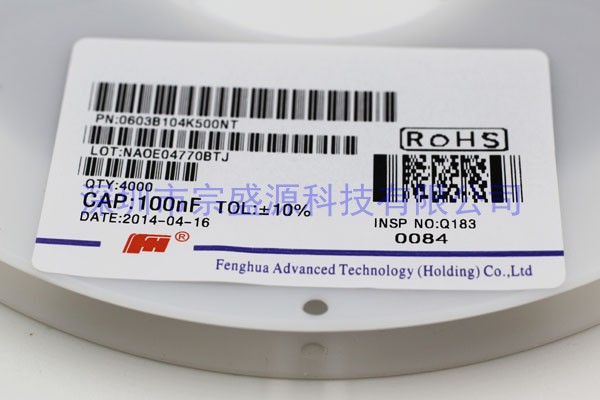 PN:0603B104K500NT
LOT:NAOE04770BTJ
QTY:4000
CAP:100nF TOL:±10%
DATE:2014-04-16
RoHS
INSP NO:Q183
0084
深圳市宗盛源科技有限公司
FH ®
Fenghua Advanced Technology (Holding) Co.,Ltd